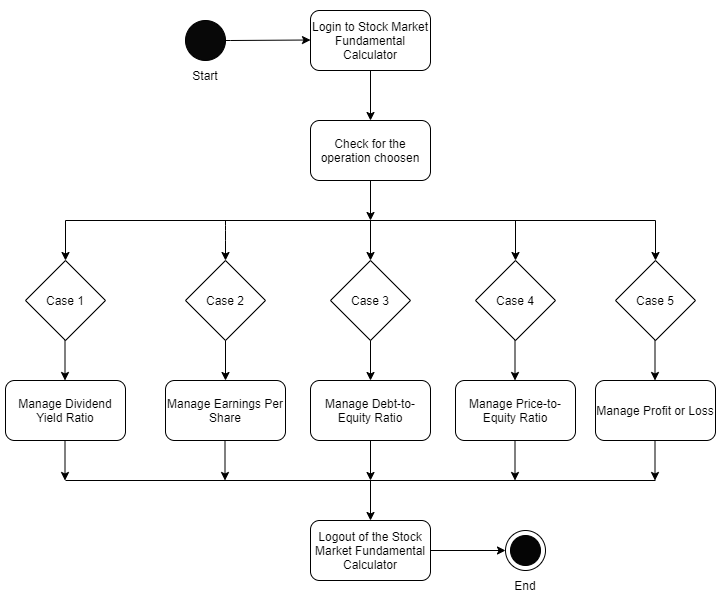 Login to Stock Market
Fundamental
Calculator
Start
Check for the
operation choosen
Case 1
Case 2
Case 3
Case 4
Case 5
Manage Dividend
Yield Ratio
Manage Earnings Per
Share
Manage Debt-to-
Equity Ratio
Manage Price-to-
Equity Ratio
Manage Profit or Loss
Logout of the Stock
Market Fundamental
Calculator
End